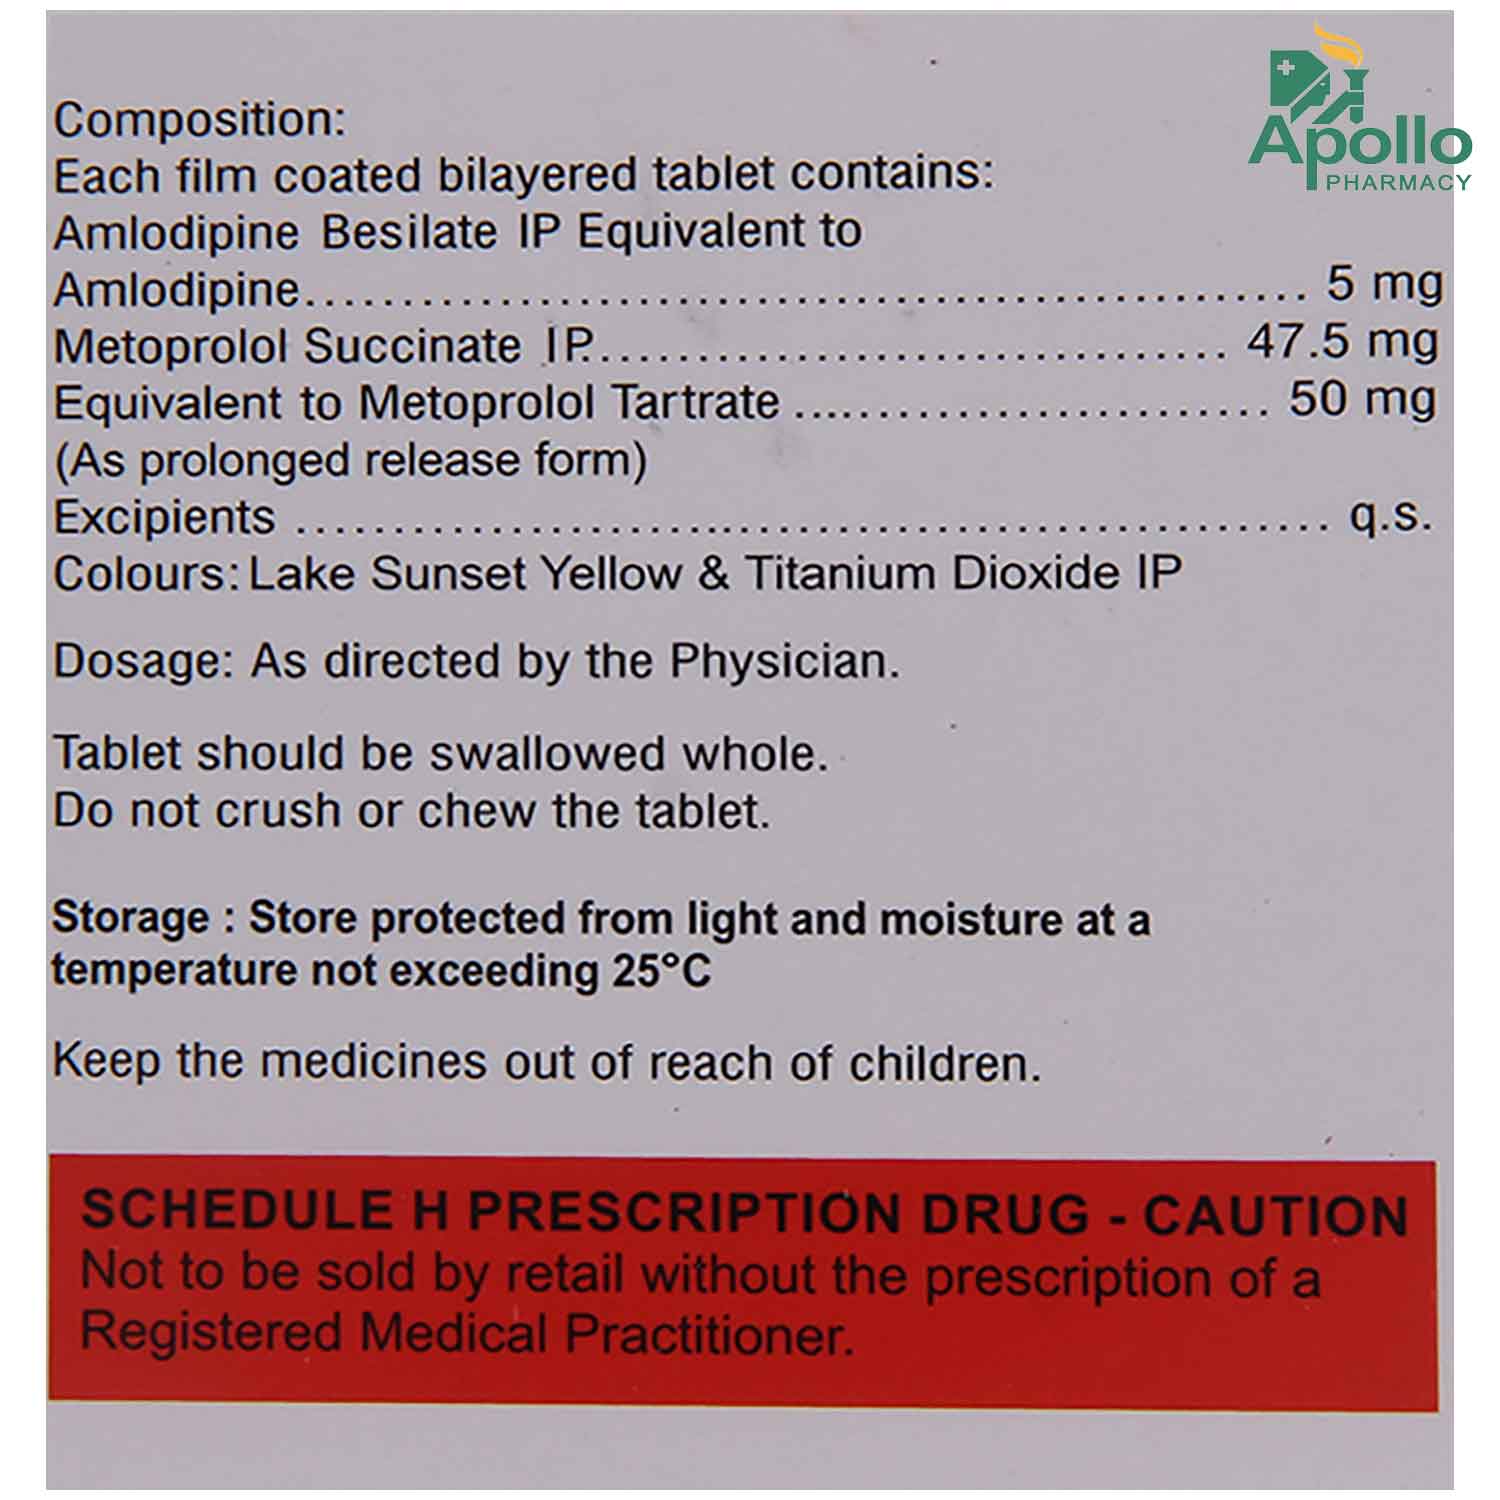 Apollo
PHARMACY
Composition:
Each film coated bilayered tablet contains:
Amlodipine Besilate IP Equivalent to
Amlodipine.................................................... 5 mg
Metoprolol Succinate IP................................ 47.5 mg
Equivalent to Metoprolol Tartrate ......................... 50 mg
(As prolonged release form)
Excipients ...................................................... q.s.
Colours: Lake Sunset Yellow & Titanium Dioxide IP
Dosage: As directed by the Physician.
Tablet should be swallowed whole.
Do not crush or chew the tablet.
Storage : Store protected from light and moisture at a
temperature not exceeding 25°C
Keep the medicines out of reach of children.
SCHEDULE H PRESCRIPTION DRUG - CAUTION
Not to be sold by retail without the prescription of a
Registered Medical Practitioner.